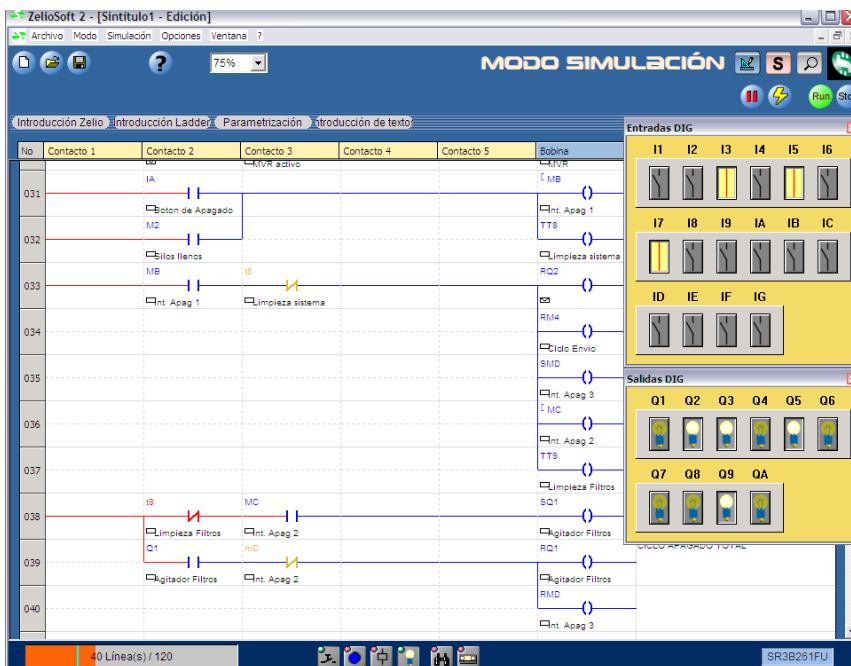 ZelioSoft 2 - [Sintítulo1 - Edición]
Archivo Modo Simulación Opciones Ventana ?
? 75% MODO SIMULACIÓN S
Run Sto
Introducción Zelio Introducción Ladder Parametrización troducción de textos
No Contacto 1 Contacto 2 Contacto 3 Contacto 4 Contacto 5 Bobina
MVR activo MVR
IA [ MB
031
Boton de Apagado Int. Apag 1
M2 TT8
032
Silos llenos Limpieza sistema
MB t8 RQ2
033
Int. Apag 1 Limpieza sistema
RM4
034
Ciclo Envio
SMD
035
Int. Apag 3
[ MC
036
Int. Apag 2
TT9
037
Limpieza Filtros
t9 MC SQ1
038
Limpieza Filtros Int. Apag 2 Agitador Filtros
Q1 mC RQ1 CICLO APAGADO TOTAL
039
Agitador Filtros Int. Apag 2 Agitador Filtros
RMD
040
Int. Apag 3
Entradas DIG
I1 I2 I3 I4 I5 I6
I7 I8 I9 IA IB IC
ID IE IF IG
Salidas DIG
Q1 Q2 Q3 Q4 Q5 Q6
Q7 Q8 Q9 QA
40 Línea(s) / 120 SR3B261FU